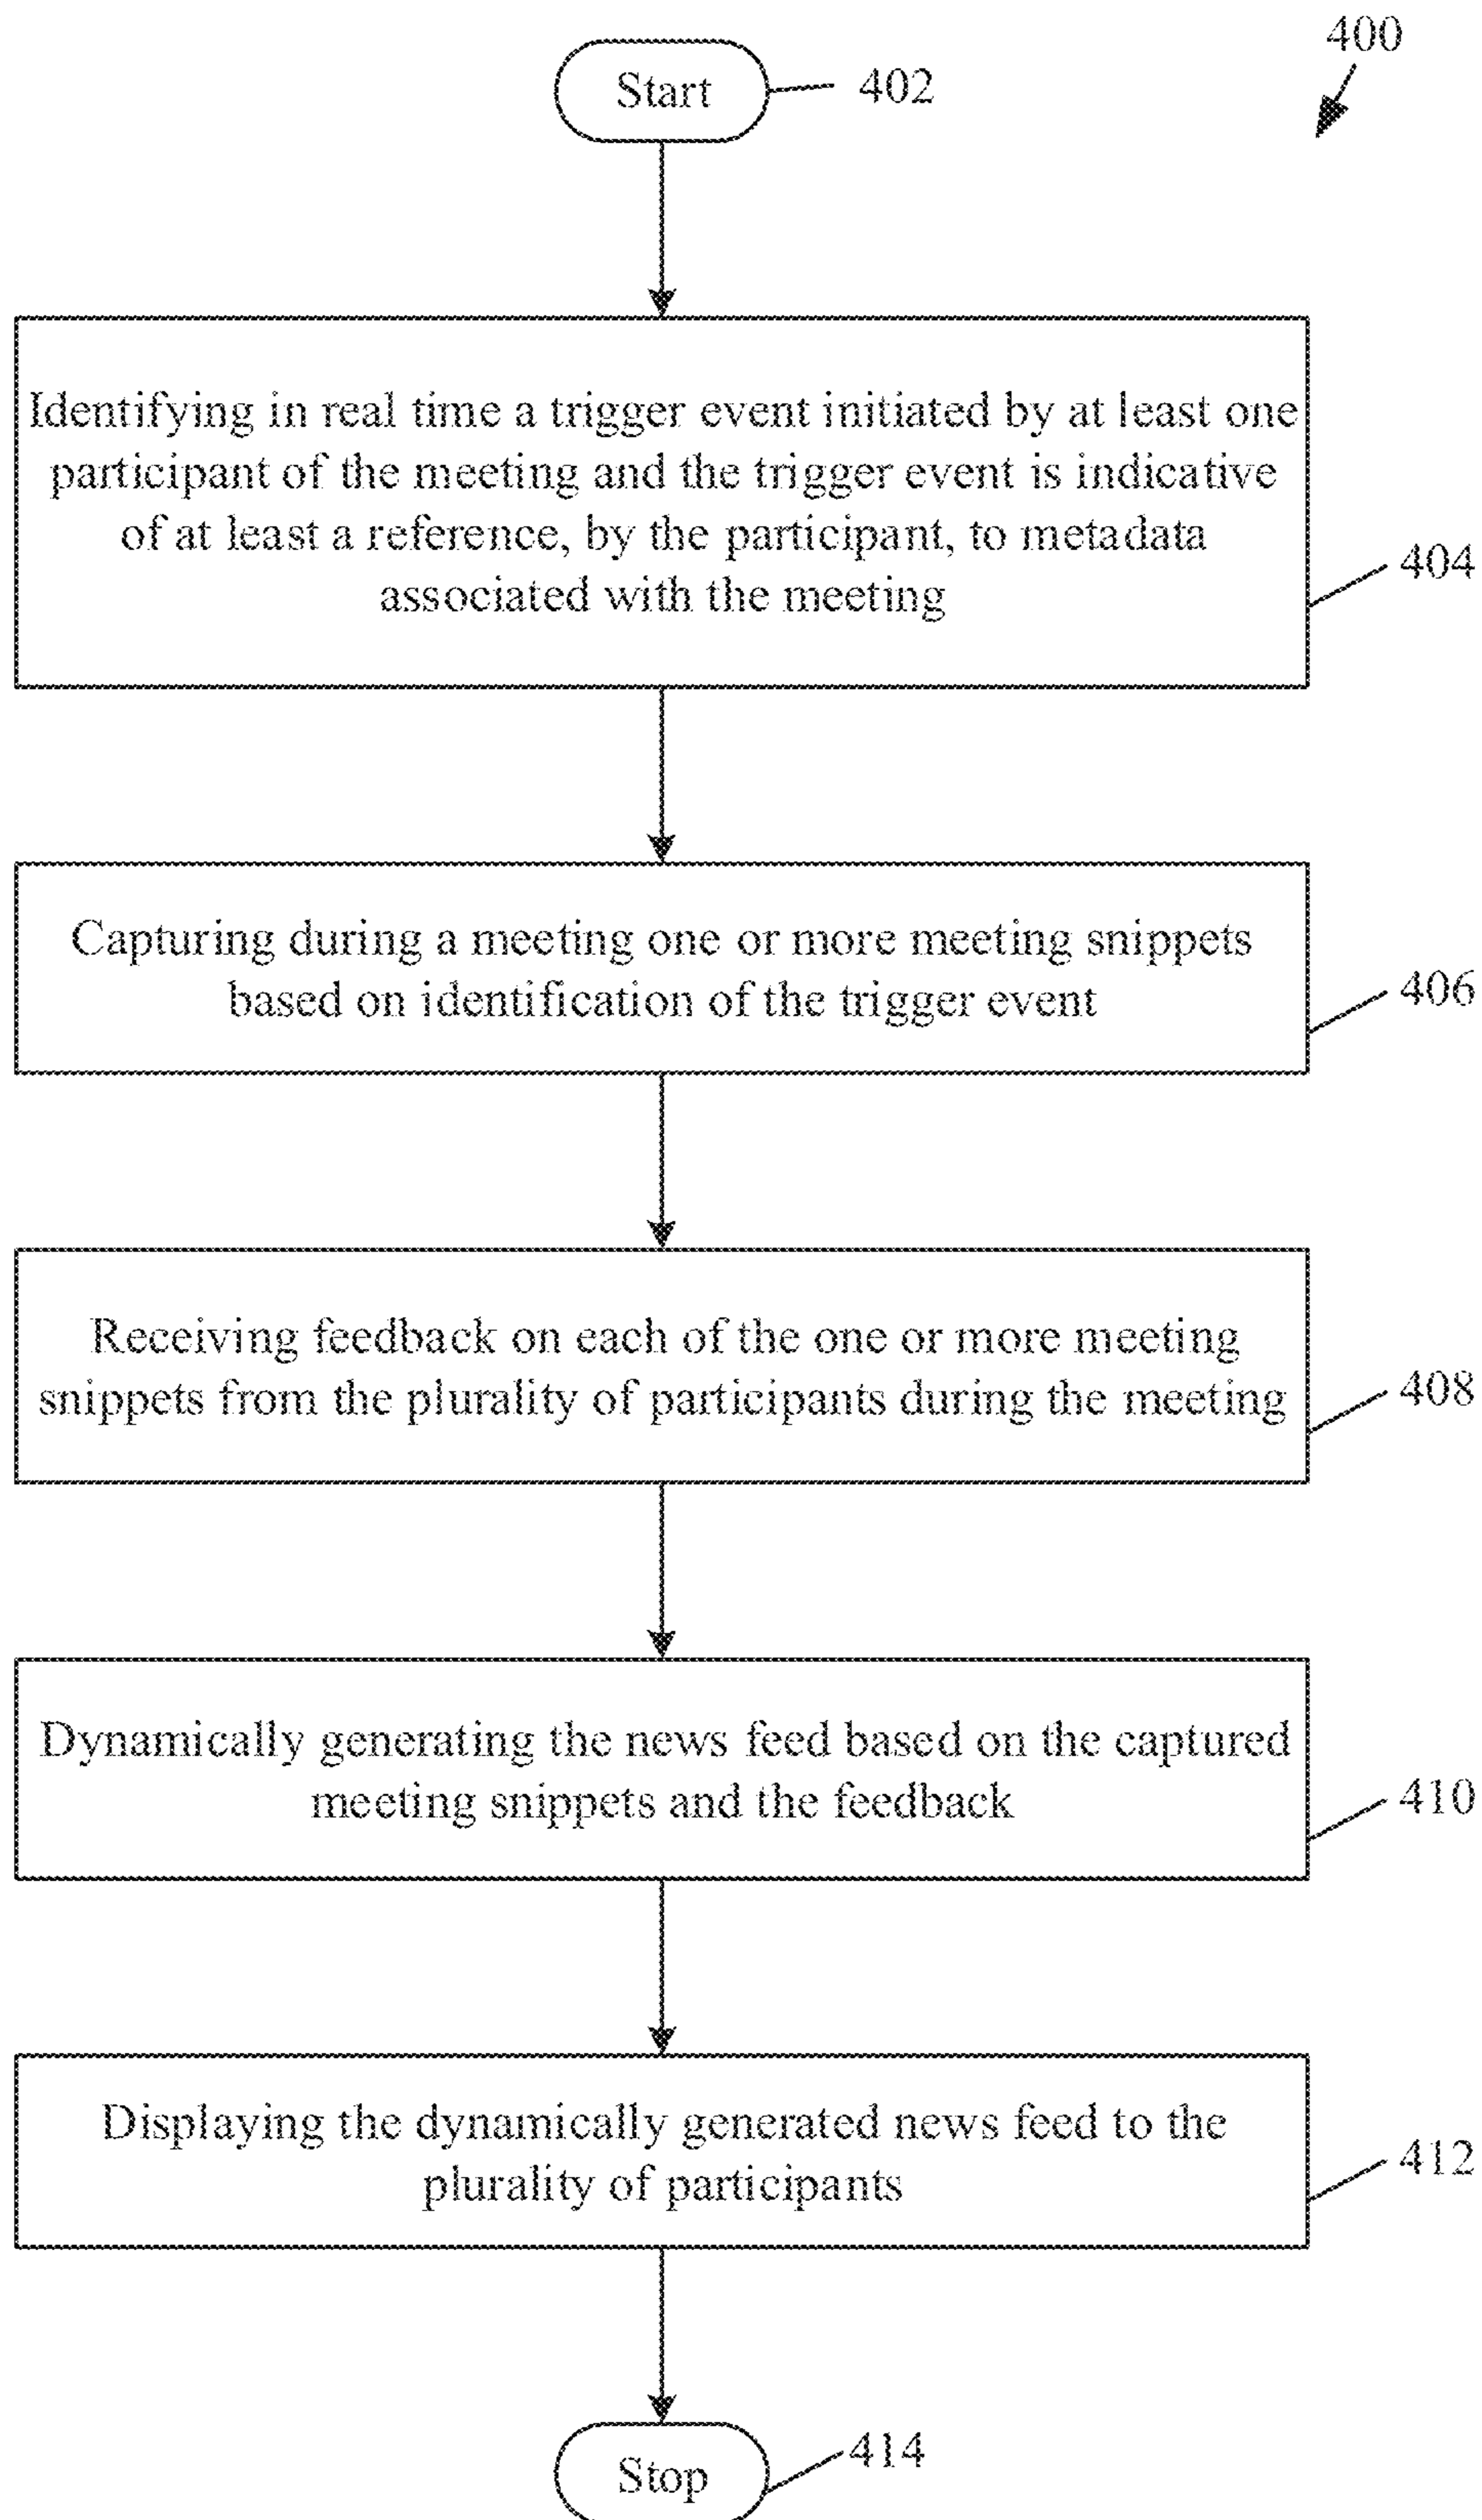 400
Start
402
Identifying in real time a trigger event initiated by at least one
participant of the meeting and the trigger event is indicative
of at least a reference, by the participant, to metadata
associated with the meeting
404
Capturing during a meeting one or more meeting snippets
based on identification of the trigger event
406
Receiving feedback on each of the one or more meeting
snippets from the plurality of participants during the meeting
408
Dynamically generating the news feed based on the captured
meeting snippets and the feedback
410
Displaying the dynamically generated news feed to the
plurality of participants
412
Stop
414